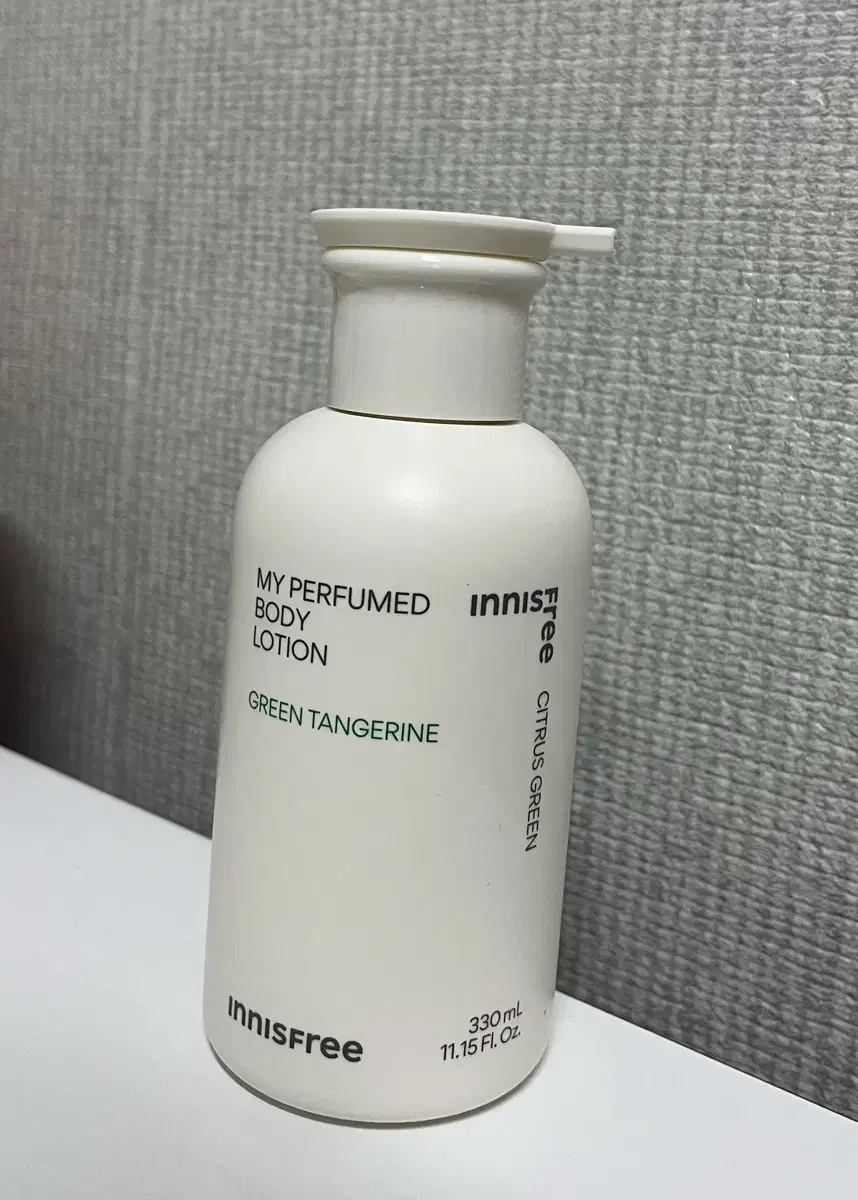 MY PERFUMED
BODY
LOTION
GREEN TANGERINE
INNISFree
CITRUS GREEN
INNISFree
330 mL
11.15 Fl. Oz.